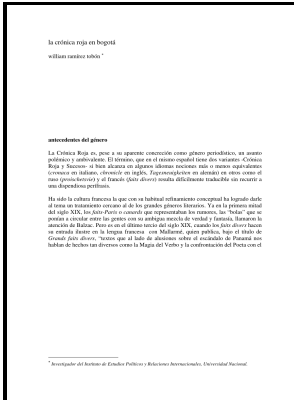 la crónica roja en bogotá
william ramírez tobón *
antecedentes del género
La Crónica Roja es, pese a su aparente concreción como género periodístico, un asunto
polémico y ambivalente. El término, que en el mismo español tiene dos variantes -Crónica
Roja y Sucesos- si bien alcanza en algunos idiomas nociones más o menos equivalentes
(cronaca en italiano, chronicle en inglés, Tagesneuigkeiten en alemán) en otros como el
ruso (proischestvie) y el francés (faits divers) resulta difícilmente traducible sin recurrir a
una dispendiosa perífrasis.
Ha sido la cultura francesa la que con su habitual refinamiento conceptual ha logrado darle
al tema un tratamiento cercano al de los grandes géneros literarios. Ya en la primera mitad
del siglo XIX, los faits-Paris o canards que representaban los rumores, las "bolas" que se
ponían a circular entre las gentes con su ambigua mezcla de verdad y fantasía, llamaron la
atención de Balzac. Pero es en el último tercio del siglo XIX, cuando los faits divers hacen
su entrada ilustre en la lengua francesa con Mallarmé, quien publica, bajo el título de
Grands faits divers, "textos que al lado de alusiones sobre el escándalo de Panamá nos
hablan de hechos tan diversos como la Magia del Verbo y la confrontación del Poeta con el
* Investigador del Instituto de Estudios Políticos y Relaciones Internacionales, Universidad Nacional.